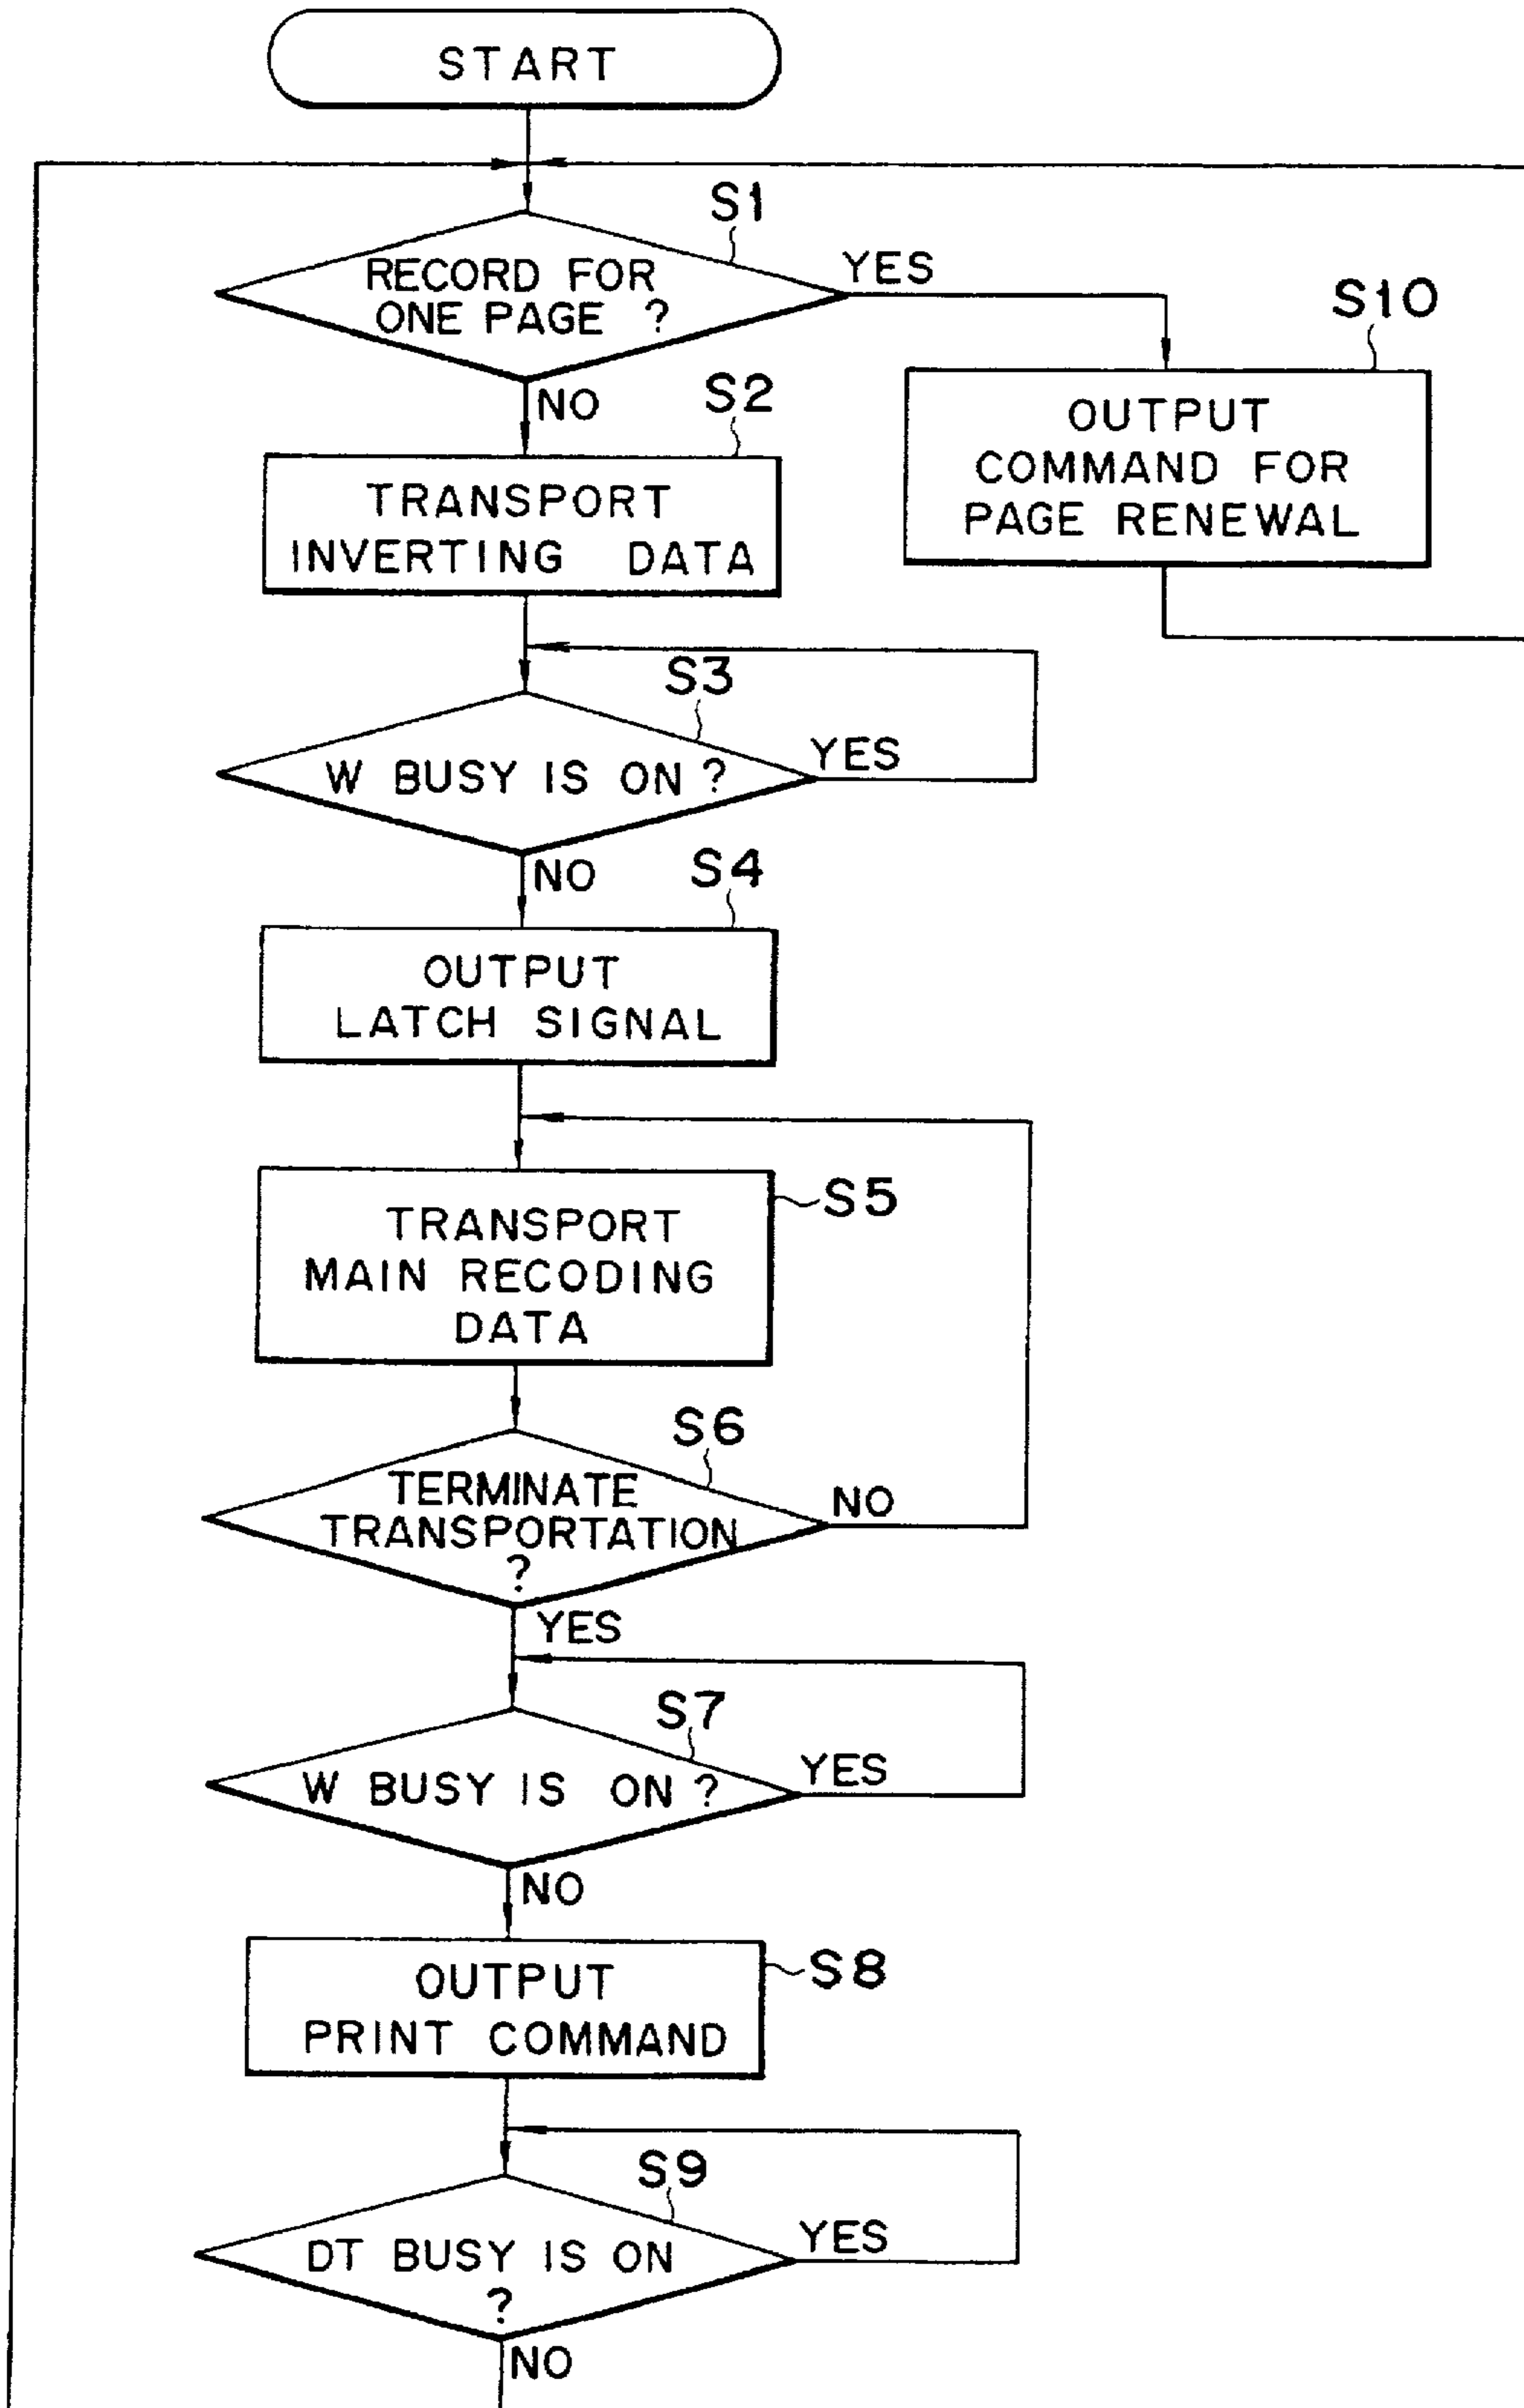 START
S1
RECORD FOR
ONE PAGE ?
YES
NO
S10
OUTPUT
COMMAND FOR
PAGE RENEWAL
S2
TRANSPORT
INVERTING DATA
S3
W BUSY IS ON ?
YES
NO
S4
OUTPUT
LATCH SIGNAL
S5
TRANSPORT
MAIN RECODING
DATA
S6
TERMINATE
TRANSPORTATION
?
NO
YES
S7
W BUSY IS ON ?
YES
NO
S8
OUTPUT
PRINT COMMAND
S9
DT BUSY IS ON
?
YES
NO